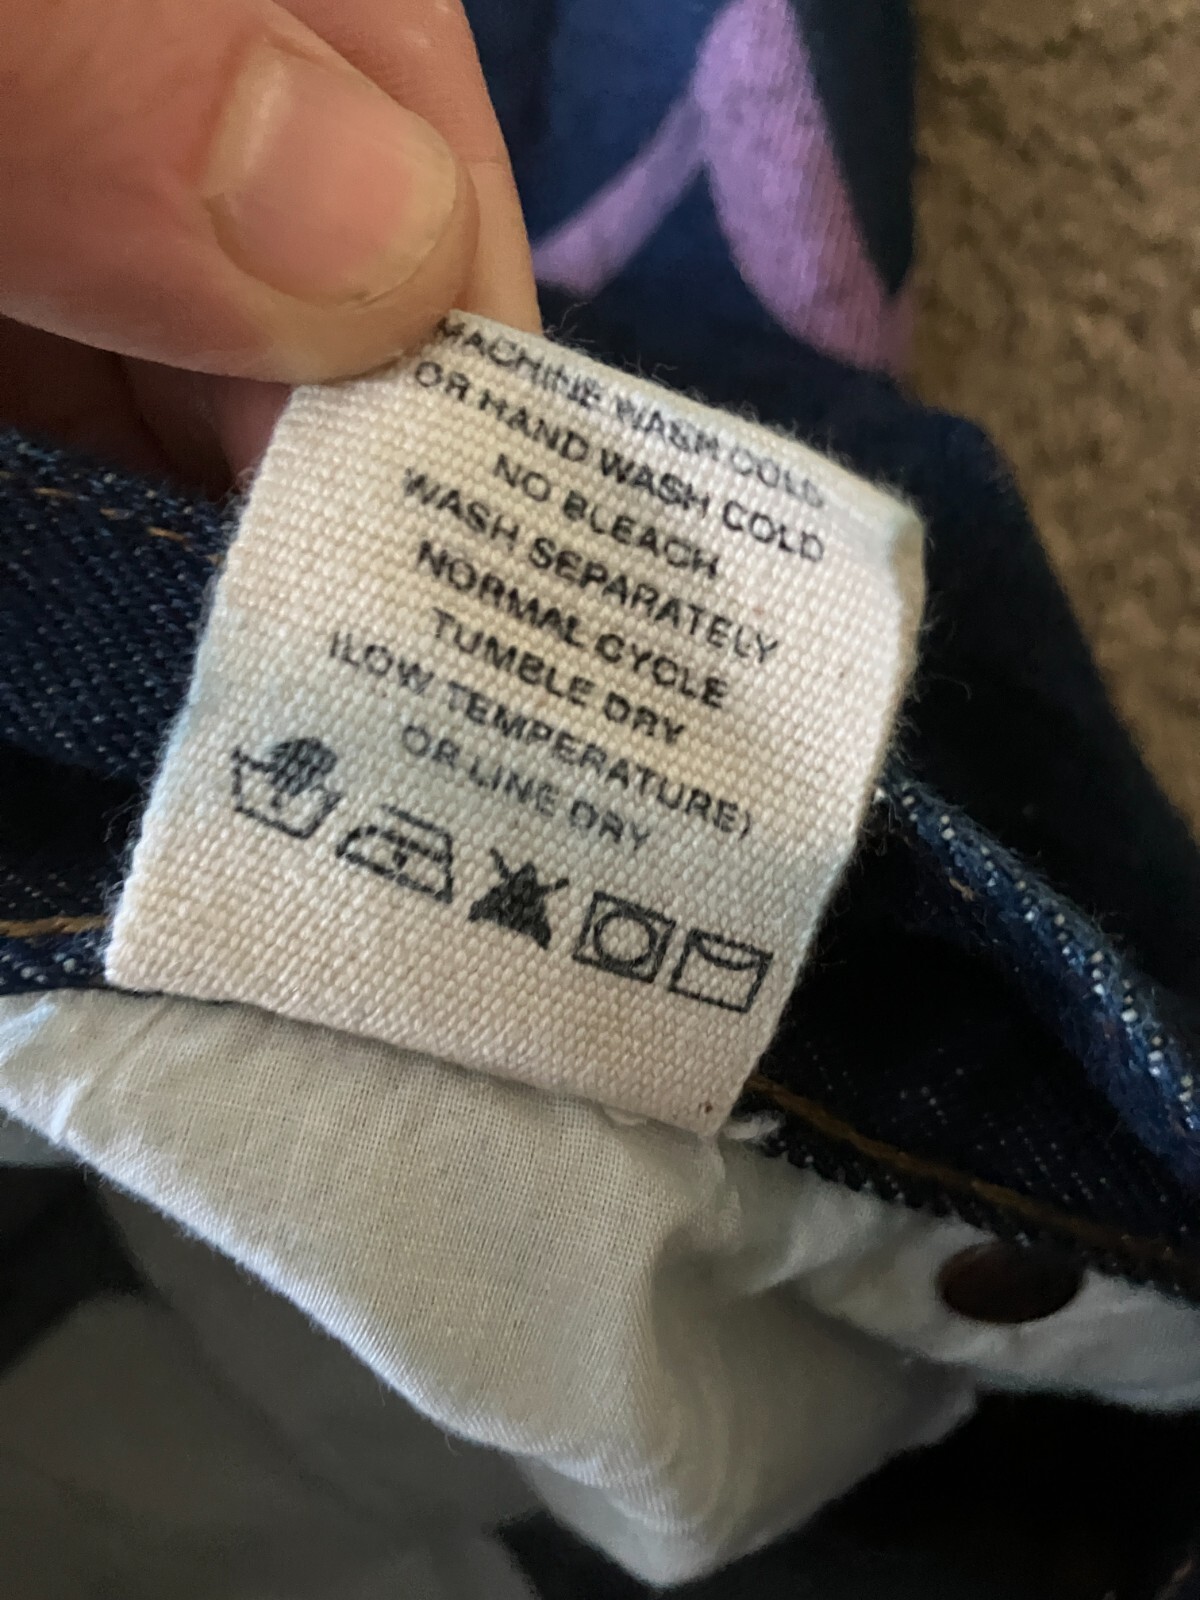 MACHINE WASH COLD
OR HAND WASH COLD
NO BLEACH
WASH SEPARATELY
NORMAL CYCLE
TUMBLE DRY
(LOW TEMPERATURE)
OR LINE DRY